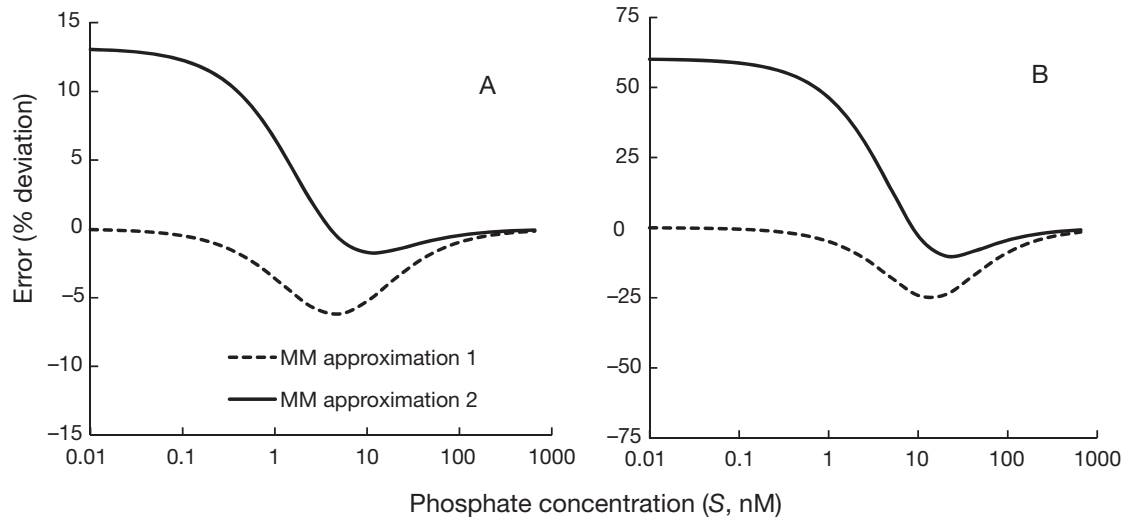 Error (% deviation)
15
10
5
0
–5
–10
–15
A
MM approximation 1
MM approximation 2
0.01 0.1 1 10 100 1000
75
50
25
0
–25
–50
–75
B
0.01 0.1 1 10 100 1000
Phosphate concentration (S, nM)